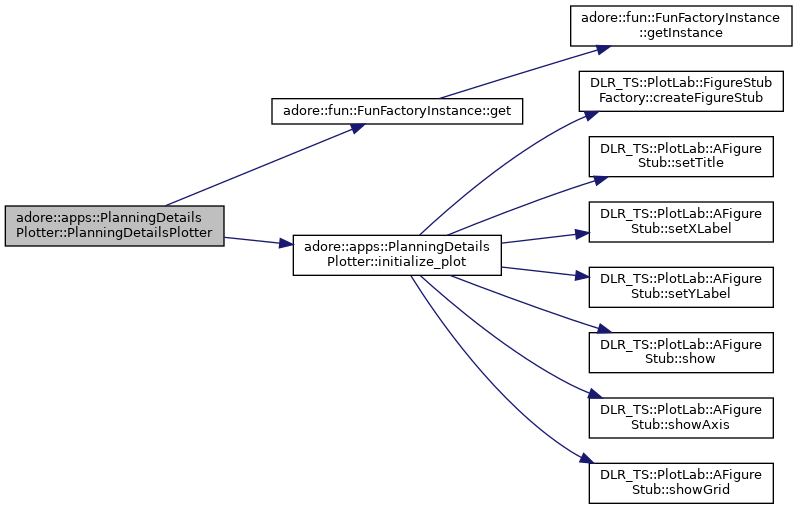 adore::apps::PlanningDetails
Plotter::PlanningDetailsPlotter
adore::fun::FunFactoryInstance::get
adore::fun::FunFactoryInstance
::getInstance
adore::apps::PlanningDetails
Plotter::initialize_plot
DLR_TS::PlotLab::FigureStub
Factory::createFigureStub
DLR_TS::PlotLab::AFigure
Stub::setTitle
DLR_TS::PlotLab::AFigure
Stub::setXLabel
DLR_TS::PlotLab::AFigure
Stub::setYLabel
DLR_TS::PlotLab::AFigure
Stub::show
DLR_TS::PlotLab::AFigure
Stub::showAxis
DLR_TS::PlotLab::AFigure
Stub::showGrid